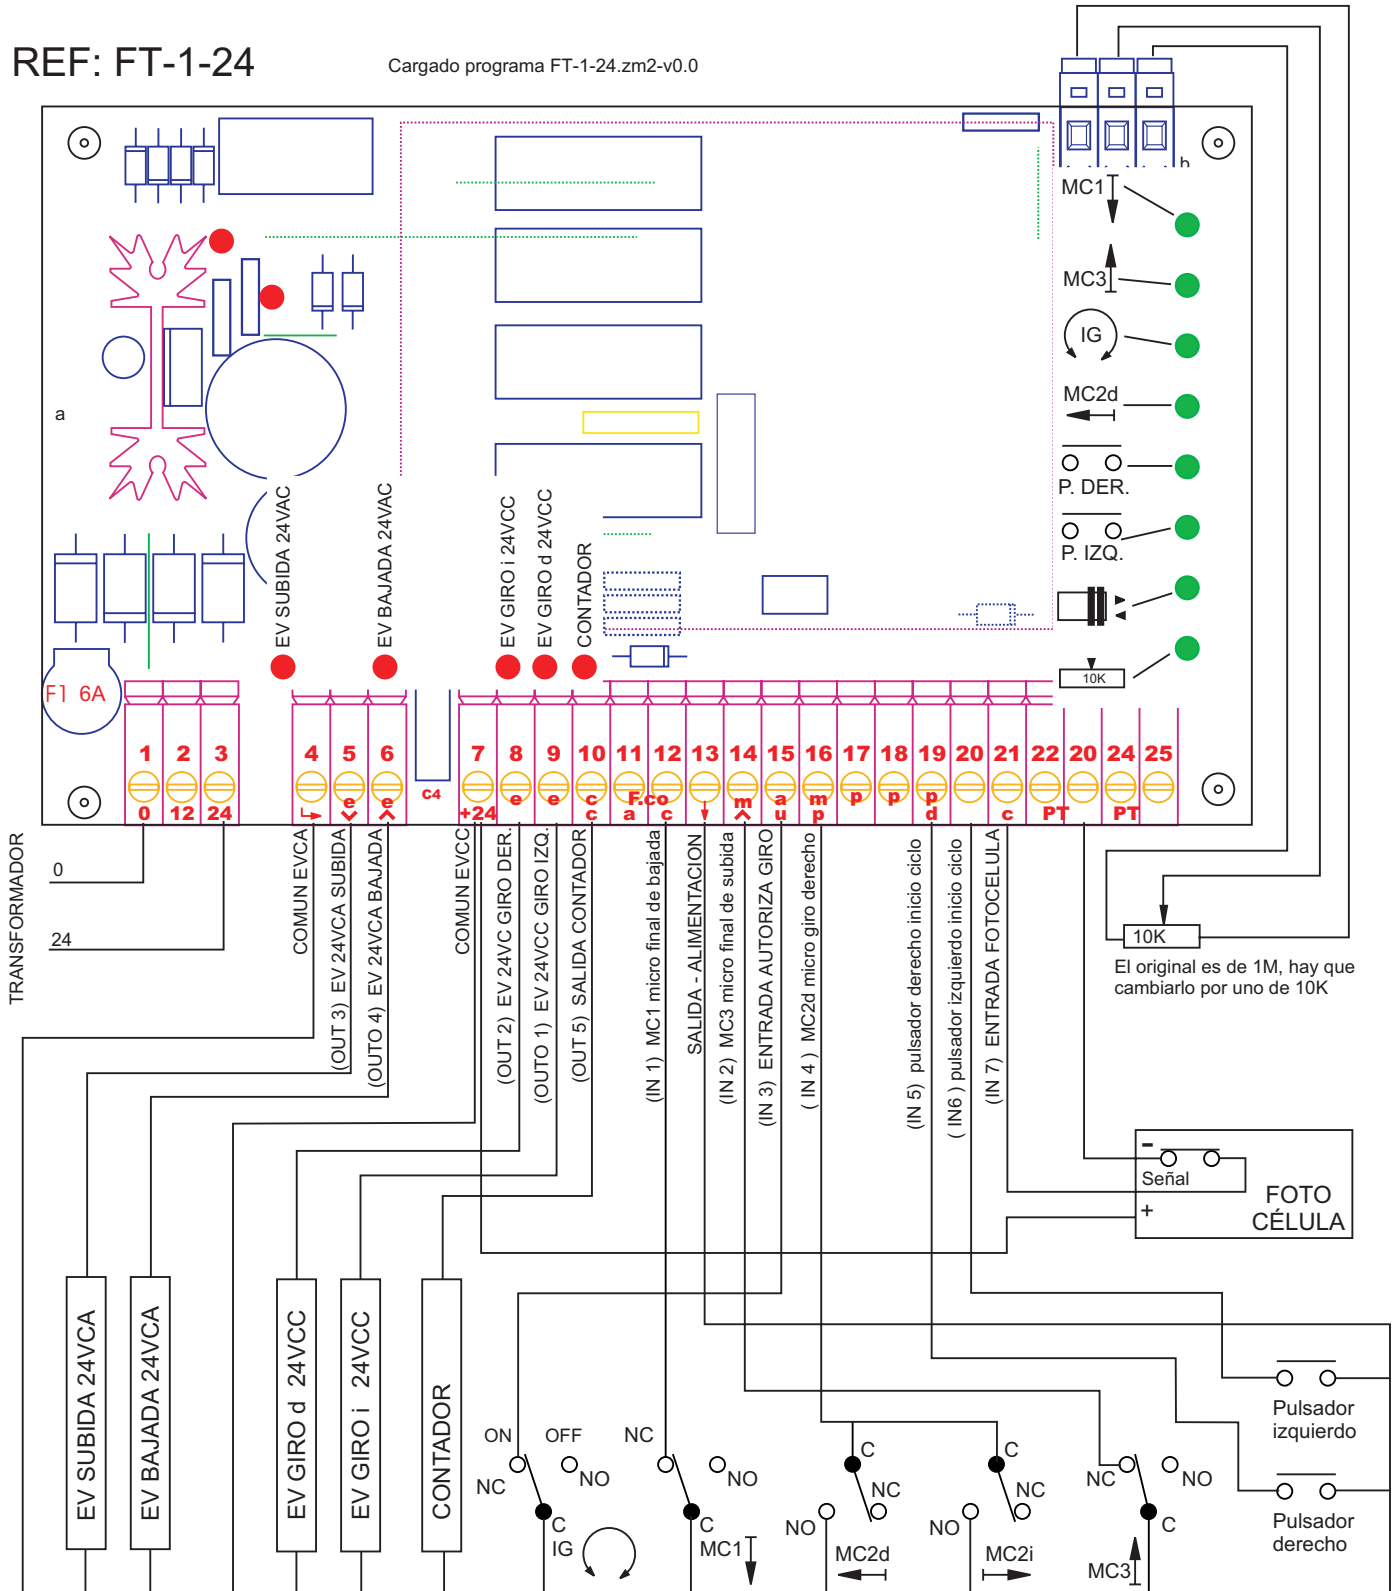 REF: FT-1-24
Cargado programa FT-1-24.zm2-v0.0
b
MC1
MC3
IG
MC2d
P. DER.
P. IZQ.
10K
a
EV SUBIDA 24VAC
EV BAJADA 24VAC
EV GIRO i 24VCC
EV GIRO d 24VCC
CONTADOR
F1 6A
1 2 3 4 5 6 7 8 9 10 11 12 13 14 15 16 17 18 19 20 21 22 20 24 25
C4
e e e e c F.co m a m p p p
0 12 24 +24 c a c u p d c PT PT
TRANSFORMADOR
0
24
COMUN EVCA
(OUT 3) EV 24VCA SUBIDA
(OUTO 4) EV 24VCA BAJADA
COMUN EVCC
(OUT 2) EV 24VC GIRO DER.
(OUTO 1) EV 24VCC GIRO IZQ.
(OUT 5) SALIDA CONTADOR
(IN 1) MC1 micro final de bajada
SALIDA - ALIMENTACION
(IN 2) MC3 micro final de subida
(IN 3) ENTRADA AUTORIZA GIRO
( IN 4 ) MC2d micro giro derecho
(IN 5) pulsador derecho inicio ciclo
( IN6 ) pulsador izquierdo inicio ciclo
(IN 7) ENTRADA FOTOCELULA
10K
El original es de 1M, hay que
cambiarlo por uno de 10K
-
Señal
+
FOTO
CÉLULA
EV SUBIDA 24VCA
EV BAJADA 24VCA
EV GIRO d 24VCC
EV GIRO i 24VCC
CONTADOR
ON OFF
NC NO
C
IG
NC NO
C
MC1
C
NC
NO
MC2d
C
NC
NO
MC2i
NC NO
C
MC3
Pulsador
izquierdo
Pulsador
derecho